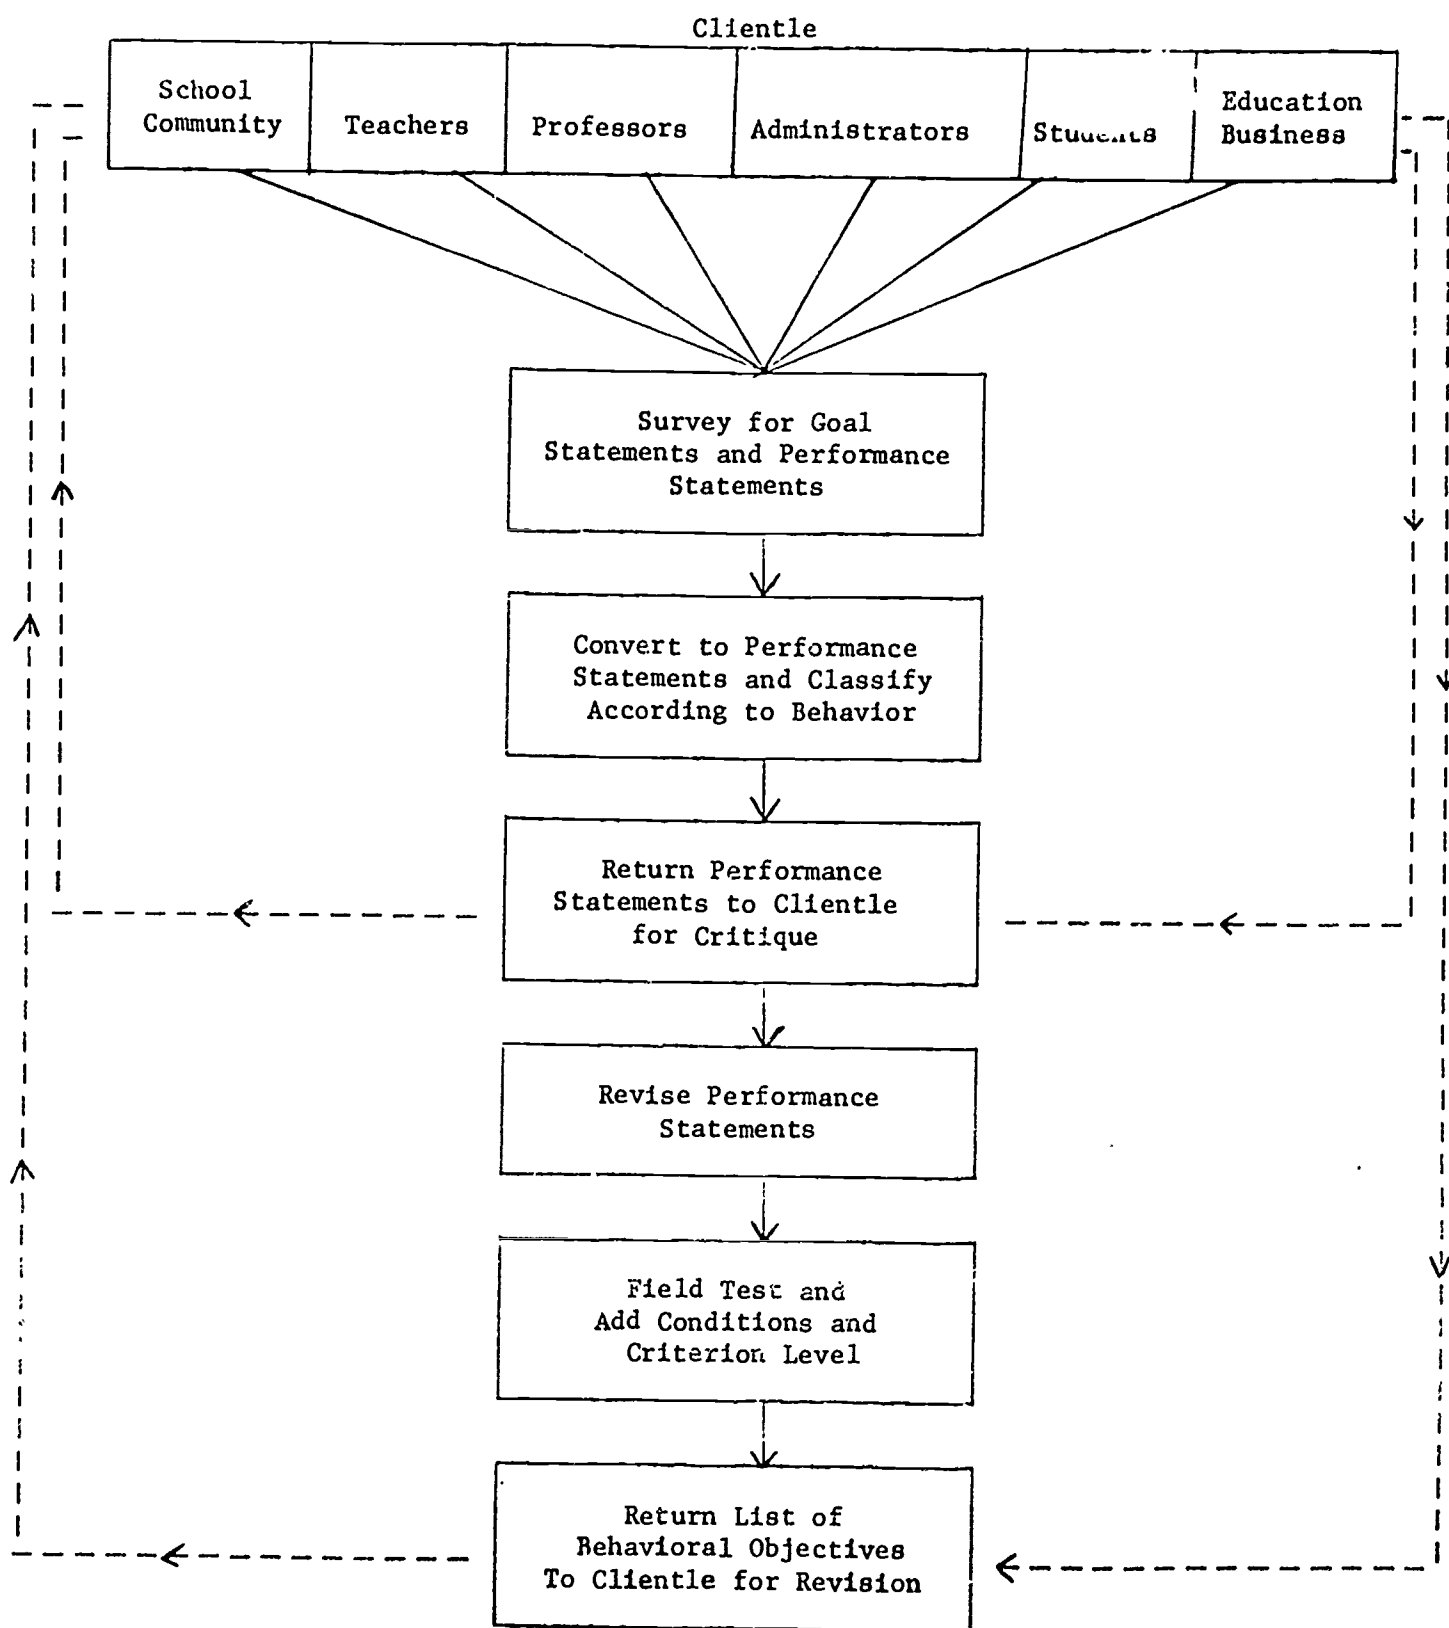 Clientle
School
Community
Teachers
Professors
Administrators
Students
Education
Business
Survey for Goal
Statements and Performance
Statements
Convert to Performance
Statements and Classify
According to Behavior
Return Performance
Statements to Clientle
for Critique
Revise Performance
Statements
Field Test and
Add Conditions and
Criterion Level
Return List of
Behavioral Objectives
To Clientle for Revision